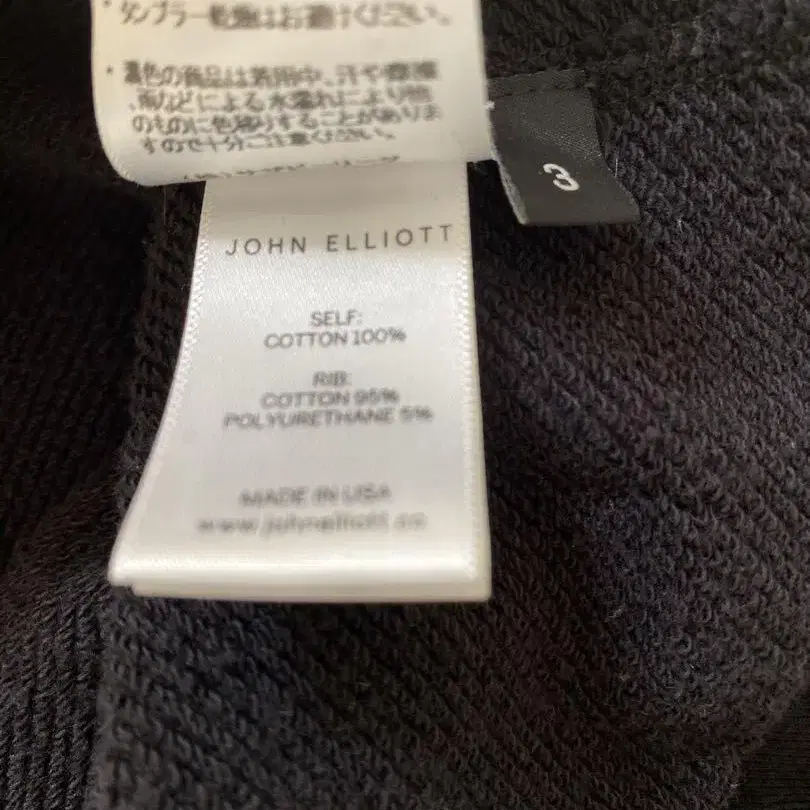 ・タンブラー乾燥はお避けください。
・濃色の商品は着用中、汗や摩擦
、雨などによる水濡れにより他
のものに色移りすることがありま
すので十分ご注意ください。
3
JOHN ELLIOTT
SELF:
COTTON 100%
RIB:
COTTON 95%
POLYURETHANE 5%
MADE IN USA
www.johnelliott.co